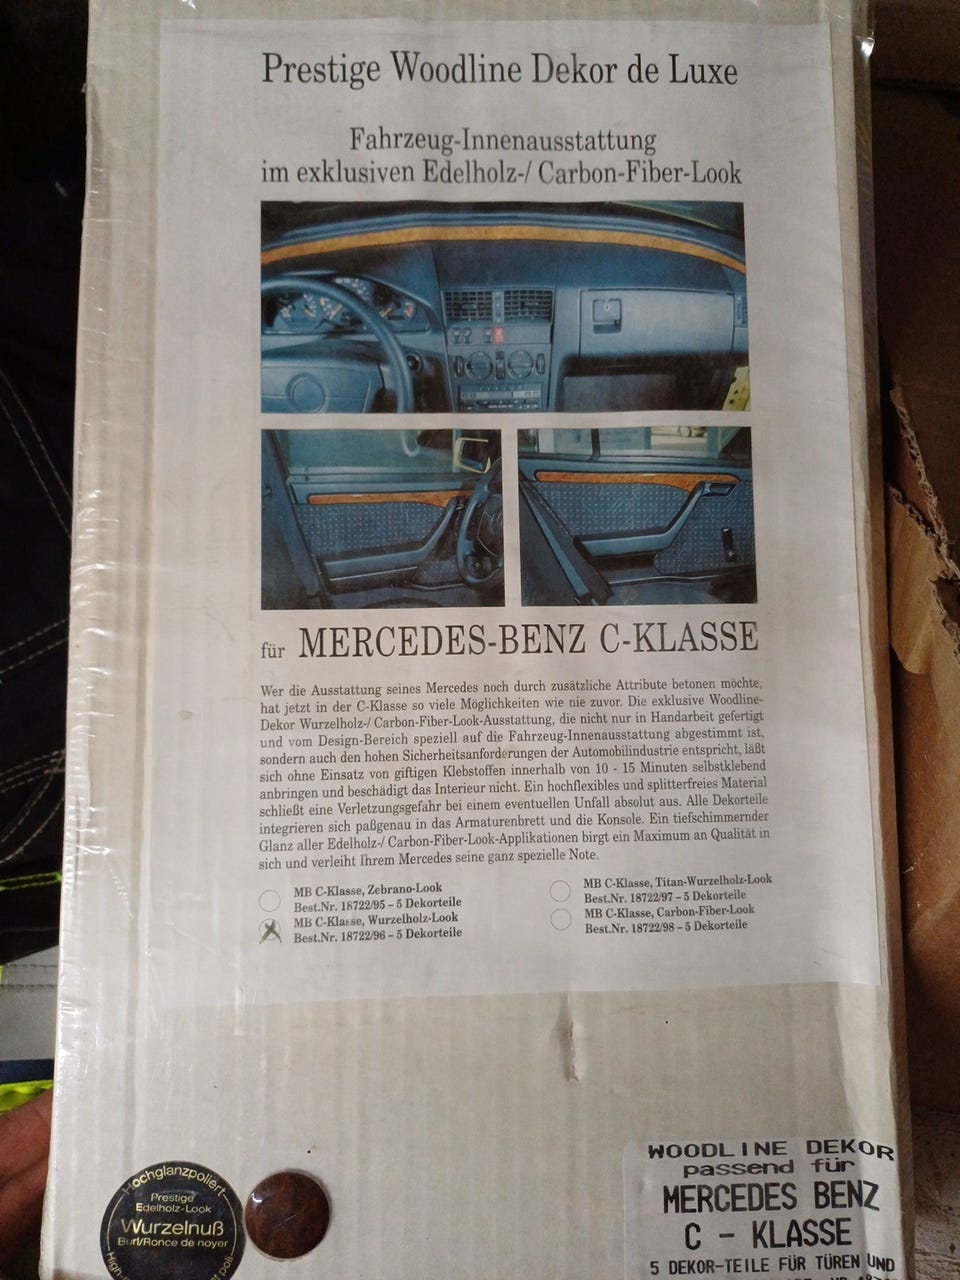 Prestige Woodline Dekor de Luxe
Fahrzeug-Innenausstattung
im exklusiven Edelholz-/ Carbon-Fiber-Look
für MERCEDES-BENZ C-KLASSE
Wer die Ausstattung seines Mercedes noch durch zusätzliche Attribute betonen möchte,
hat jetzt in der C-Klasse so viele Möglichkeiten wie nie zuvor. Die exklusive Woodline-
Dekor Wurzelholz-/ Carbon-Fiber-Look-Ausstattung, die nicht nur in Handarbeit gefertigt
und vom Design-Bereich speziell auf die Fahrzeug-Innenausstattung abgestimmt ist,
sondern auch den hohen Sicherheitsanforderungen der Automobilindustrie entspricht, läßt
sich ohne Einsatz von giftigen Klebstoffen innerhalb von 10 - 15 Minuten selbstklebend
anbringen und beschädigt das Interieur nicht. Ein hochflexibles und splitterfreies Material
schließt eine Verletzungsgefahr bei einem eventuellen Unfall absolut aus. Alle Dekorteile
integrieren sich paßgenau in das Armaturenbrett und die Konsole. Ein tiefschimmernder
Glanz aller Edelholz-/ Carbon-Fiber-Look-Applikationen birgt ein Maximum an Qualität in
sich und verleiht Ihrem Mercedes seine ganz spezielle Note.
MB C-Klasse, Zebrano-Look
Best.Nr. 18722/95 – 5 Dekorteile
MB C-Klasse, Wurzelholz-Look
Best.Nr. 18722/96 – 5 Dekorteile
MB C-Klasse, Titan-Wurzelholz-Look
Best.Nr. 18722/97 - 5 Dekorteile
MB C-Klasse, Carbon-Fiber-Look
Best.Nr. 18722/98 – 5 Dekorteile
Hochglanzpoliert
Prestige
Edelholz-Look
Wurzelnuß
Burl/Ronce de noyer
WOODLINE DEKOR
passend für
MERCEDES BENZ
C - KLASSE
5 DEKOR-TEILE FÜR TÜREN UND